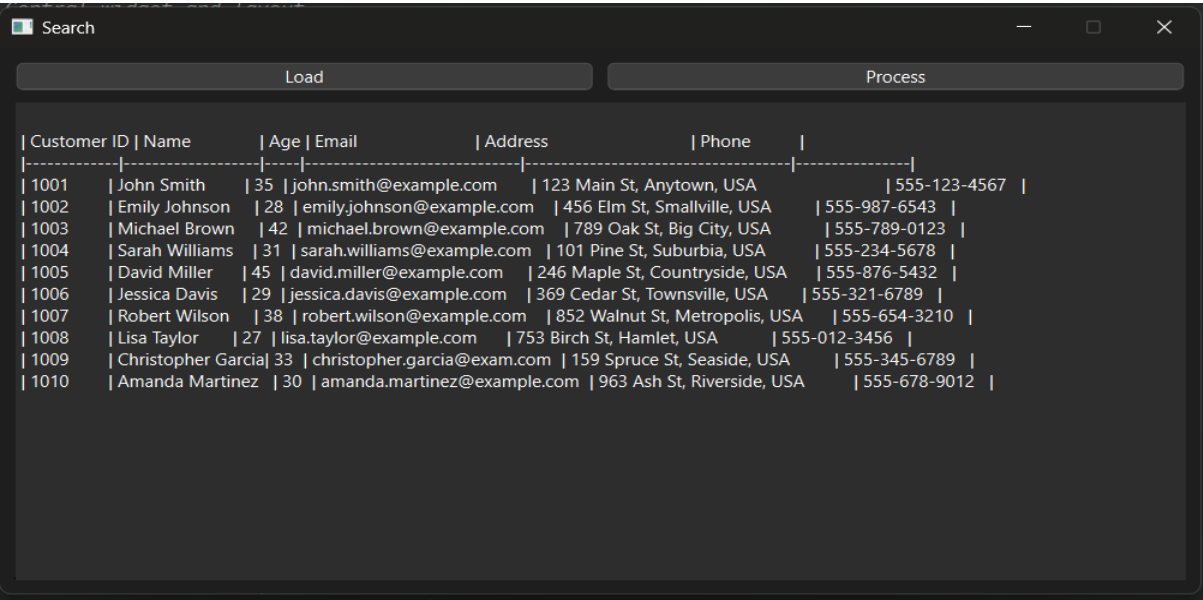 Central widget and layout
Search
Load
Process
| Customer ID | Name | Age | Email | Address | Phone |
|-------------|-------------------|-----|------------------------------|-------------------------------------|----------------|
| 1001 | John Smith | 35 | john.smith@example.com | 123 Main St, Anytown, USA | 555-123-4567 |
| 1002 | Emily Johnson | 28 | emily.johnson@example.com | 456 Elm St, Smallville, USA | 555-987-6543 |
| 1003 | Michael Brown | 42 | michael.brown@example.com | 789 Oak St, Big City, USA | 555-789-0123 |
| 1004 | Sarah Williams | 31 | sarah.williams@example.com | 101 Pine St, Suburbia, USA | 555-234-5678 |
| 1005 | David Miller | 45 | david.miller@example.com | 246 Maple St, Countryside, USA | 555-876-5432 |
| 1006 | Jessica Davis | 29 | jessica.davis@example.com | 369 Cedar St, Townsville, USA | 555-321-6789 |
| 1007 | Robert Wilson | 38 | robert.wilson@example.com | 852 Walnut St, Metropolis, USA | 555-654-3210 |
| 1008 | Lisa Taylor | 27 | lisa.taylor@example.com | 753 Birch St, Hamlet, USA | 555-012-3456 |
| 1009 | Christopher Garcia| 33 | christopher.garcia@exam.com | 159 Spruce St, Seaside, USA | 555-345-6789 |
| 1010 | Amanda Martinez | 30 | amanda.martinez@example.com | 963 Ash St, Riverside, USA | 555-678-9012 |